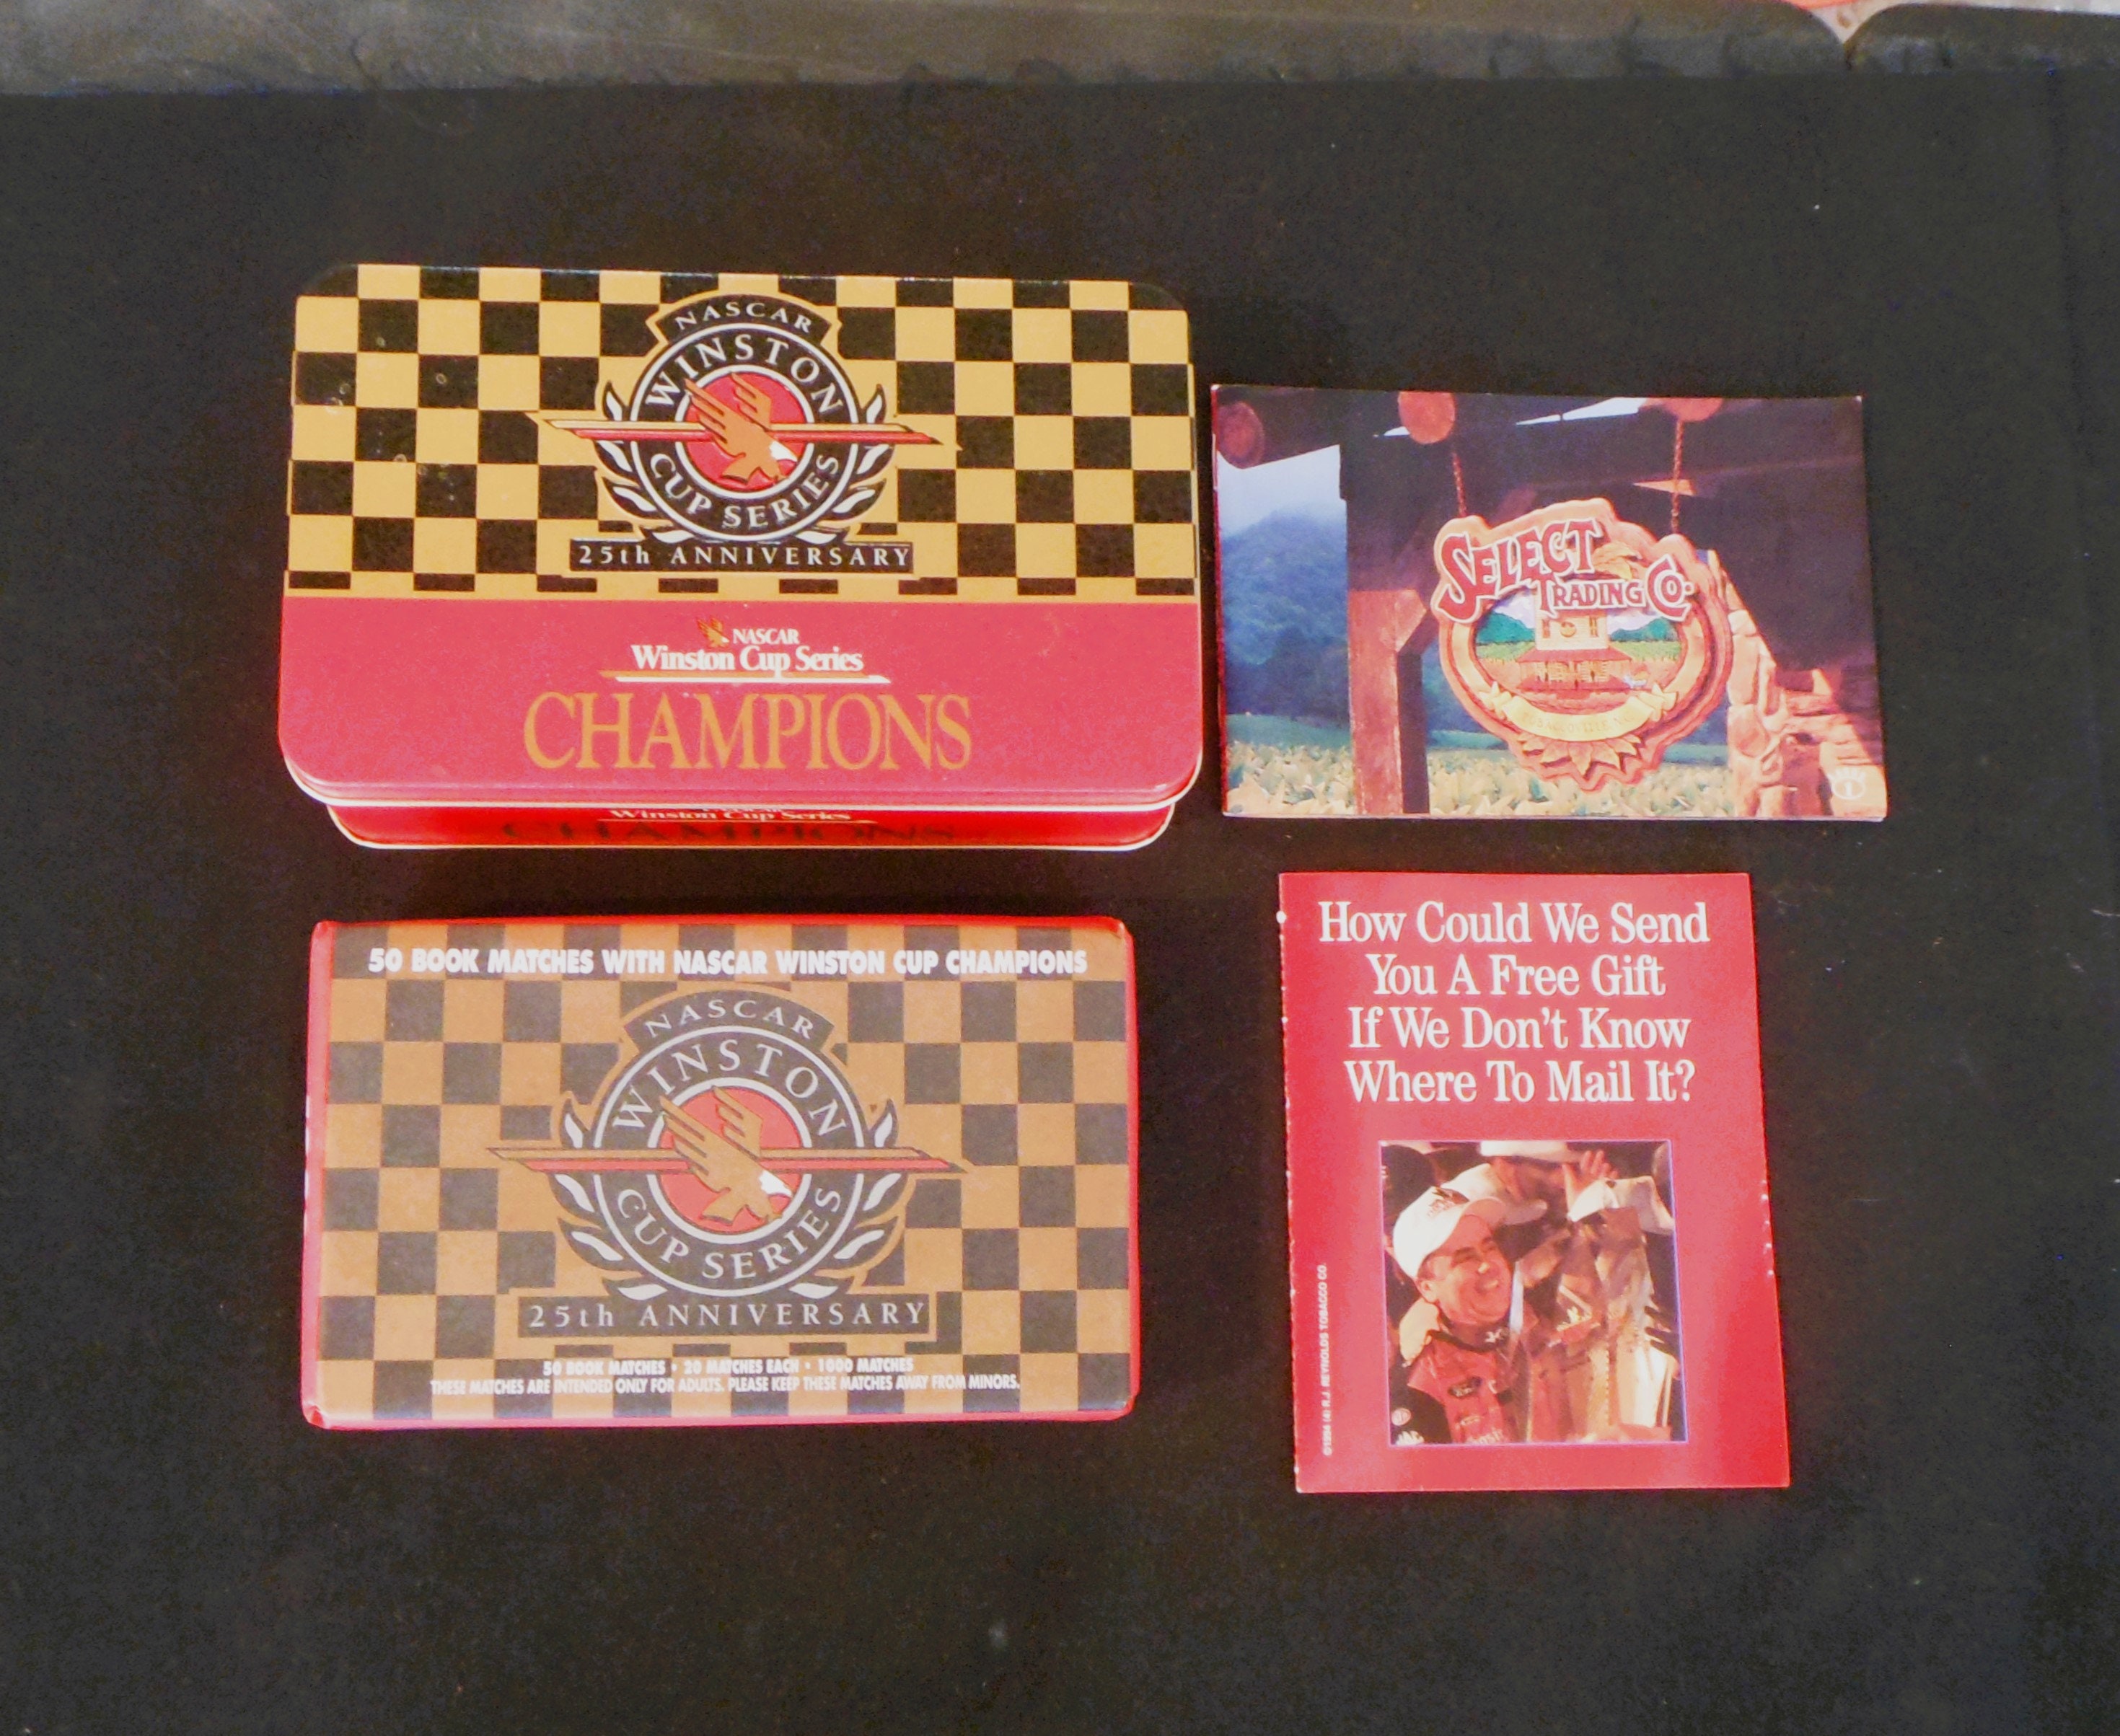 NASCAR
WINSTON
CUP SERIES
25th ANNIVERSARY
NASCAR
Winston Cup Series
CHAMPIONS
Winston Cup Series
CHAMPIONS
SELECT
TRADING CO.
50 BOOK MATCHES WITH NASCAR WINSTON CUP CHAMPIONS
NASCAR
WINSTON
CUP SERIES
25th ANNIVERSARY
50 BOOK MATCHES • 20 MATCHES EACH • 1000 MATCHES
THESE MATCHES ARE INTENDED ONLY FOR ADULTS. PLEASE KEEP THESE MATCHES AWAY FROM MINORS.
How Could We Send
You A Free Gift
If We Don't Know
Where To Mail It?
©1994 (4) R.J. REYNOLDS TOBACCO CO.